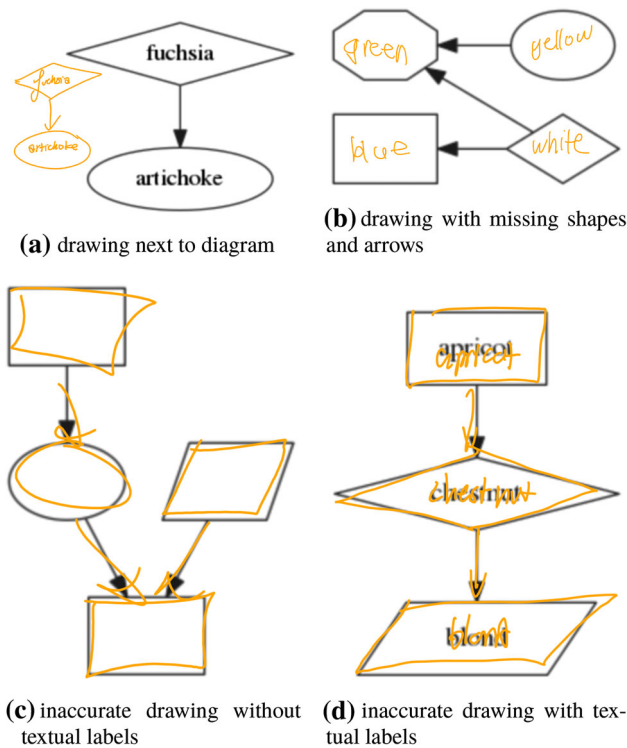 fuchsia
fuchsia
artichoke
artichoke
green
yellow
blue
white
(a) drawing next to diagram
(b) drawing with missing shapes
and arrows
apricot
apricot
chestnut
chestnut
blond
blond
(c) inaccurate drawing without
textual labels
(d) inaccurate drawing with tex-
tual labels